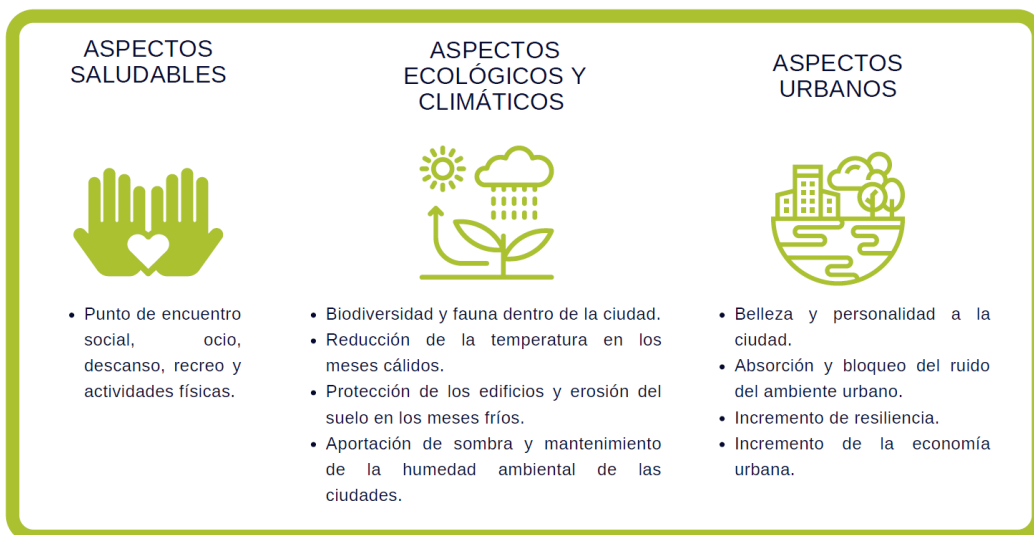 ASPECTOS
SALUDABLES
• Punto de encuentro
social, ocio,
descanso, recreo y
actividades físicas.
ASPECTOS
ECOLÓGICOS Y
CLIMÁTICOS
• Biodiversidad y fauna dentro de la ciudad.
• Reducción de la temperatura en los
meses cálidos.
• Protección de los edificios y erosión del
suelo en los meses fríos.
• Aportación de sombra y mantenimiento
de la humedad ambiental de las
ciudades.
ASPECTOS
URBANOS
• Belleza y personalidad a la
ciudad.
• Absorción y bloqueo del ruido
del ambiente urbano.
• Incremento de resiliencia.
• Incremento de la economía
urbana.